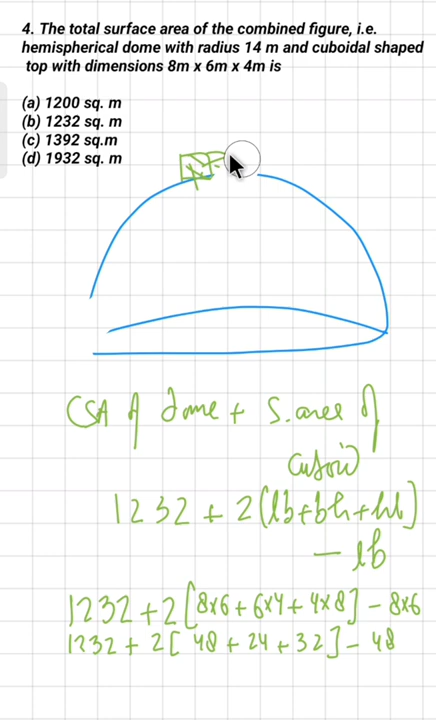 4. The total surface area of the combined figure, i.e.
hemispherical dome with radius 14 m and cuboidal shaped
top with dimensions 8m x 6m x 4m is
(a) 1200 sq. m
(b) 1232 sq. m
(c) 1392 sq.m
(d) 1932 sq. m
CSA of dome + S.area of
cuboid
1232 + 2(lb+bh+hl)
- lb
1232 + 2[8x6 + 6x4 + 4x8] - 8x6
1232 + 2[ 48 + 24 + 32] - 48